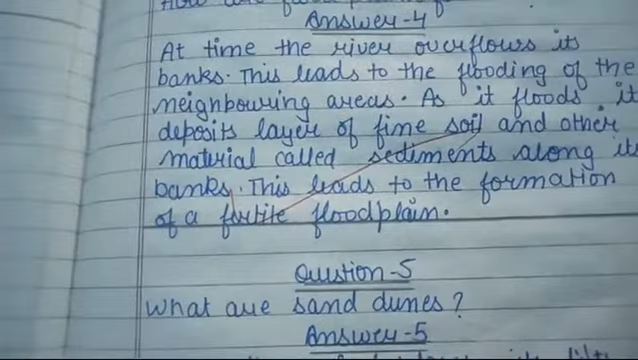 Answer-4
At time the river overflows its
banks. This leads to the flooding of the
neighbouring areas. As it floods, it
deposits layer of fime soil and other
material called sediments along its
banks. This leads to the formation
of a fertile floodplain.
Question-5
What are sand dunes?
Answer-5